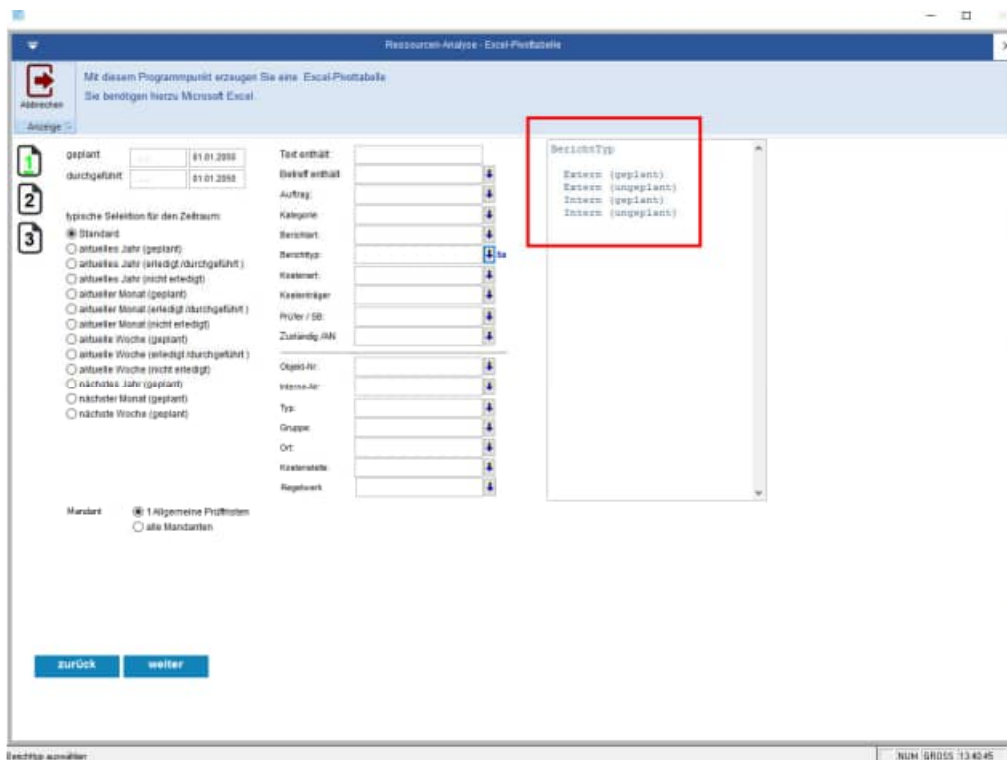 Ressourcen-Analyse - Excel-Pivottabelle
Mit diesem Programmpunkt erzeugen Sie eine Excel-Pivottabelle
Sie benötigen hierzu Microsoft Excel.
Abbrechen
Anzeige
1
2
3
geplant 01.01.2050
durchgeführt 01.01.2050
typische Selektion für den Zeitraum:
Standard
aktuelles Jahr (geplant)
aktuelles Jahr (erledigt /durchgeführt )
aktuelles Jahr (nicht erledigt)
aktueller Monat (geplant)
aktueller Monat (erledigt /durchgeführt )
aktueller Monat (nicht erledigt)
aktuelle Woche (geplant)
aktuelle Woche (erledigt /durchgeführt )
aktuelle Woche (nicht erledigt)
nächstes Jahr (geplant)
nächster Monat (geplant)
nächste Woche (geplant)
Mandant
1 Allgemeine Prüffristen
alle Mandanten
Text enthält:
Betreff enthält
Auftrag:
Kategorie
Berichtart:
Berichttyp:
Kostenart:
Kostenträger
Prüfer / SB:
Zuständig /AN
Objekt-Nr.:
Interne-Nr:
Typ:
Gruppe:
Ort:
Kostenstelle:
Regelwerk
BerichtsTyp
Extern (geplant)
Extern (ungeplant)
Intern (geplant)
Intern (ungeplant)
zurück
weiter
Berichttyp auswählen
NUM GROSS 13:40:45